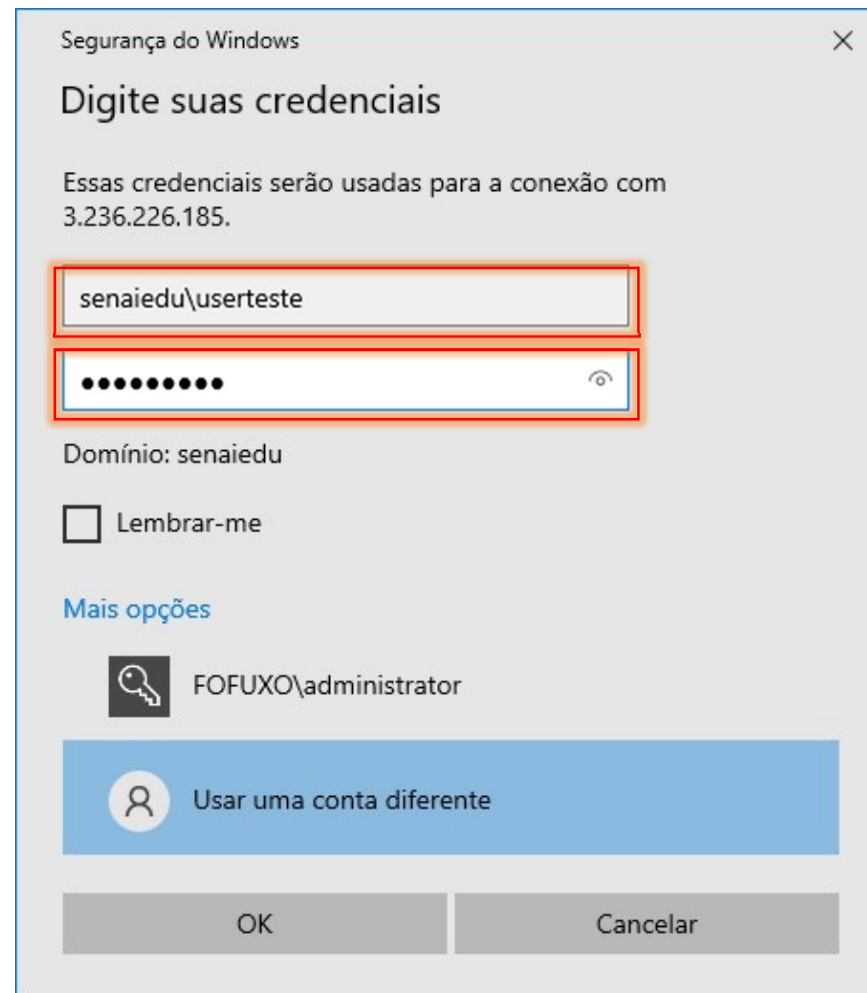 Segurança do Windows
Digite suas credenciais
Essas credenciais serão usadas para a conexão com
3.236.226.185.
senaiedu\userteste
●●●●●●●●●
Domínio: senaiedu
Lembrar-me
Mais opções
FOFUXO\administrator
Usar uma conta diferente
OK
Cancelar